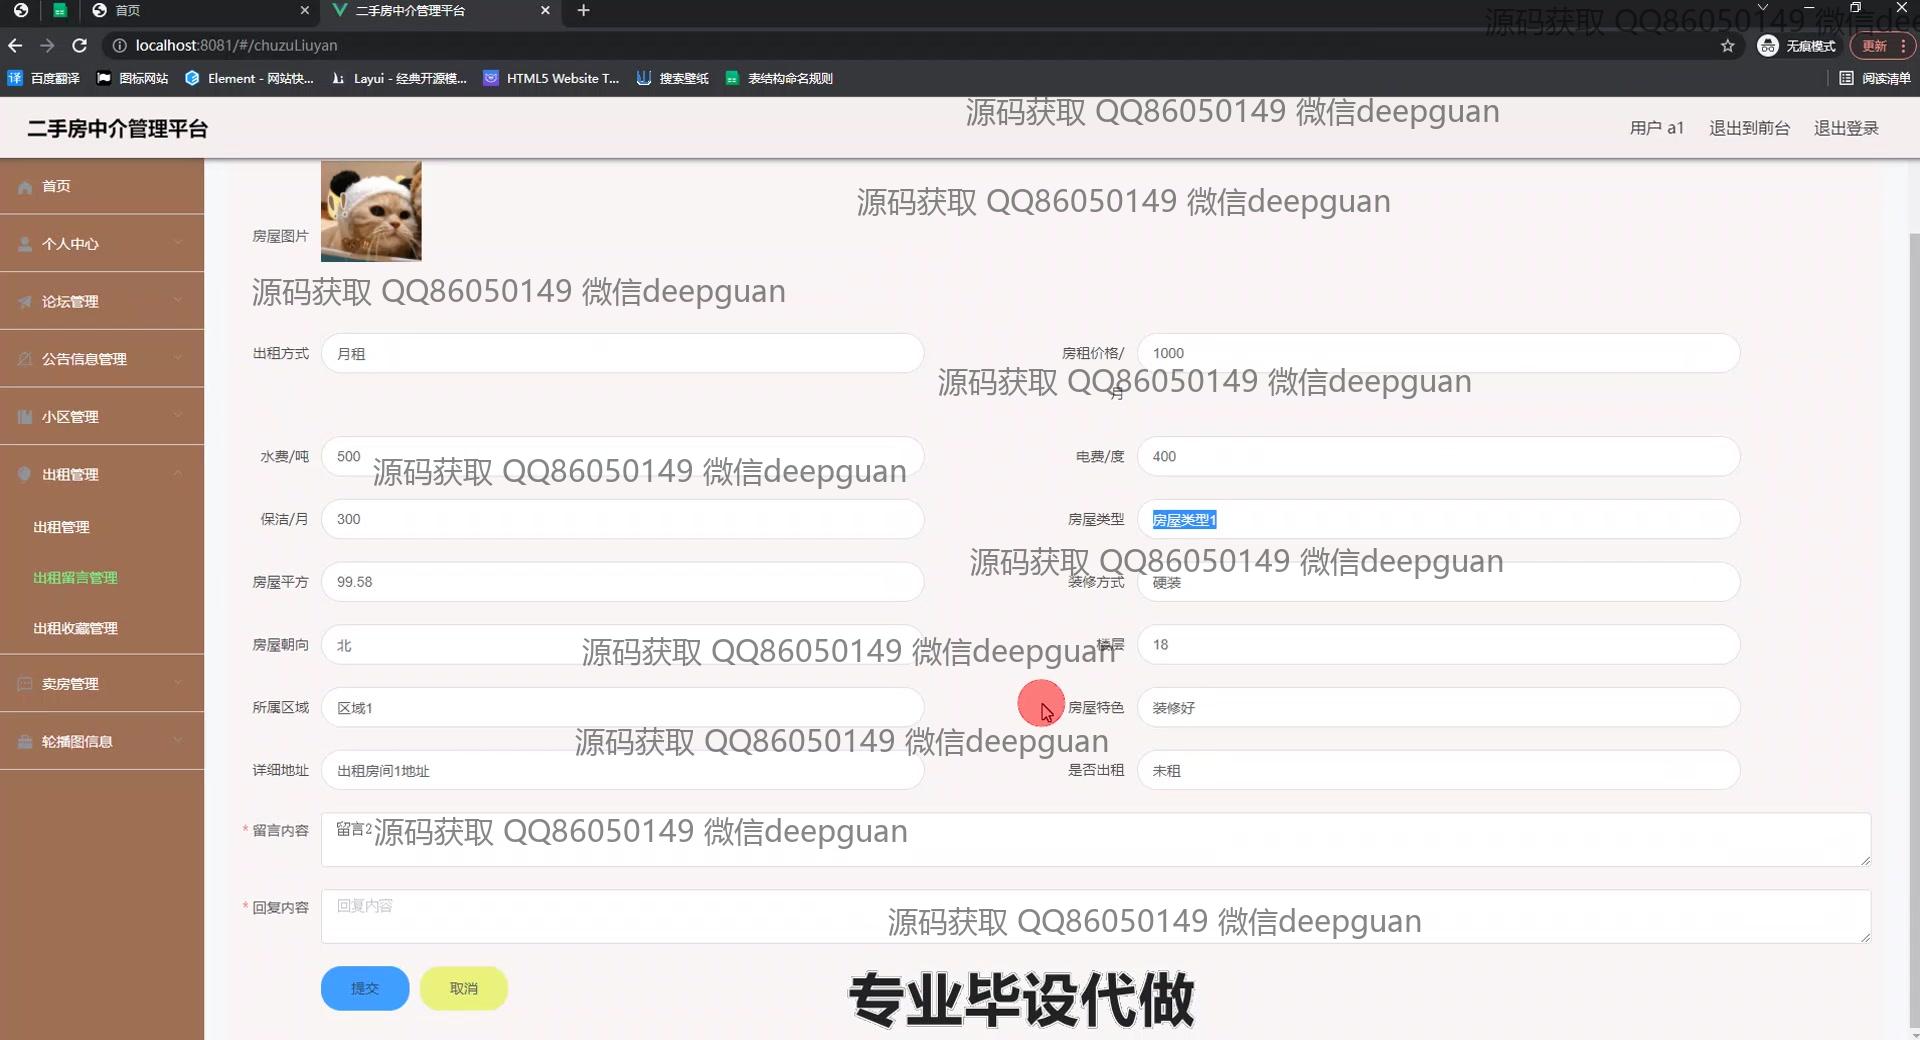 首页
二手房中介管理平台
源码获取 QQ86050149 微信dee
localhost:8081/#/chuzuLiuyan
无痕模式
更新
百度翻译
图标网站
Element - 网站快...
Layui - 经典开源模...
HTML5 Website T...
搜索壁纸
表结构命名规则
阅读清单
源码获取 QQ86050149 微信deepguan
二手房中介管理平台
用户 a1
退出到前台
退出登录
首页
个人中心
论坛管理
公告信息管理
小区管理
出租管理
出租管理
出租留言管理
出租收藏管理
卖房管理
轮播图信息
源码获取 QQ86050149 微信deepguan
房屋图片
源码获取 QQ86050149 微信deepguan
出租方式
月租
房租价格/
月
1000
源码获取 QQ86050149 微信deepguan
水费/吨
500
源码获取 QQ86050149 微信deepguan
电费/度
400
保洁/月
300
房屋类型
房屋类型1
源码获取 QQ86050149 微信deepguan
房屋平方
99.58
装修方式
硬装
房屋朝向
北
源码获取 QQ86050149 微信deepguan
楼层
18
所属区域
区域1
房屋特色
装修好
源码获取 QQ86050149 微信deepguan
详细地址
出租房间1地址
是否出租
未租
* 留言内容
留言2
源码获取 QQ86050149 微信deepguan
* 回复内容
回复内容
源码获取 QQ86050149 微信deepguan
提交
取消
专业毕设代做